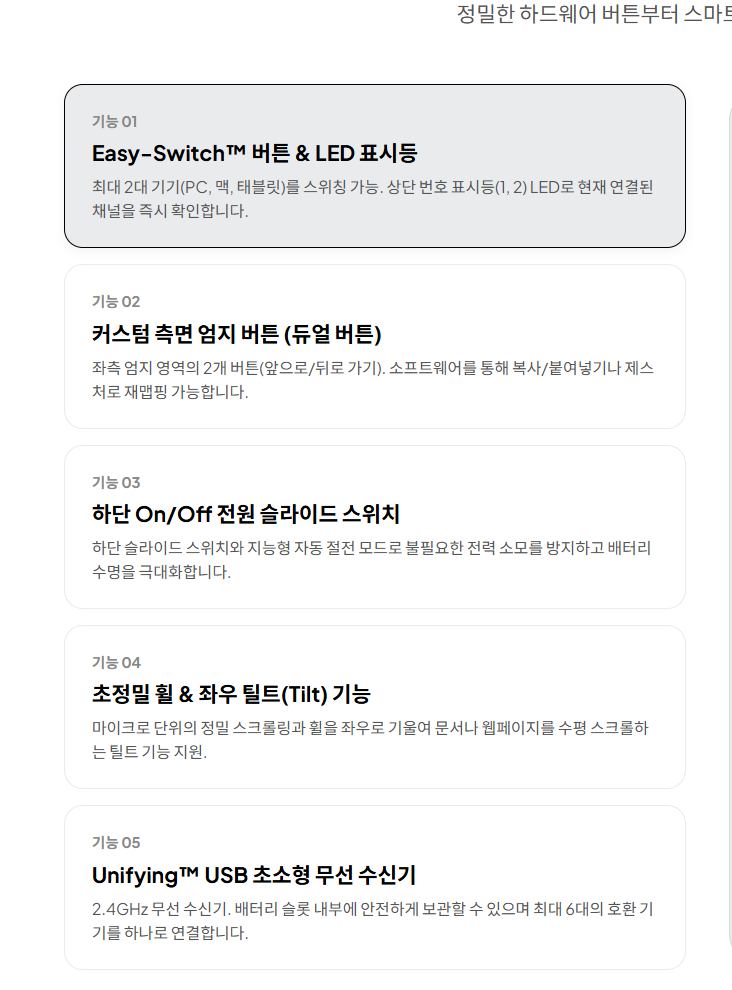 정밀한 하드웨어 버튼부터 스마트
기능 01
Easy-Switch™ 버튼 & LED 표시등
최대 2대 기기(PC, 맥, 태블릿)를 스위칭 가능. 상단 번호 표시등(1, 2) LED로 현재 연결된
채널을 즉시 확인합니다.
기능 02
커스텀 측면 엄지 버튼 (듀얼 버튼)
좌측 엄지 영역의 2개 버튼(앞으로/뒤로 가기). 소프트웨어를 통해 복사/붙여넣기나 제스
처로 재맵핑 가능합니다.
기능 03
하단 On/Off 전원 슬라이드 스위치
하단 슬라이드 스위치와 지능형 자동 절전 모드로 불필요한 전력 소모를 방지하고 배터리
수명을 극대화합니다.
기능 04
초정밀 휠 & 좌우 틸트(Tilt) 기능
마이크로 단위의 정밀 스크롤링과 휠을 좌우로 기울여 문서나 웹페이지를 수평 스크롤하
는 틸트 기능 지원.
기능 05
Unifying™ USB 초소형 무선 수신기
2.4GHz 무선 수신기. 배터리 슬롯 내부에 안전하게 보관할 수 있으며 최대 6대의 호환 기
기를 하나로 연결합니다.